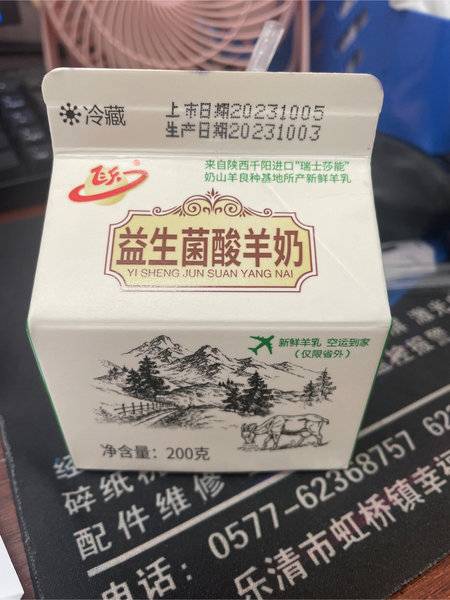 冷藏
上市日期20231005
生产日期20231003
飞乐
来自陕西千阳进口"瑞士莎能"
奶山羊良种基地所产新鲜羊乳
益生菌酸羊奶
YI SHENG JUN SUAN YANG NAI
新鲜羊乳 空运到家
(仅限省外)
净含量：200克
碎纸机
配件维修
0577-62368757
电话：
乐清市虹桥镇幸福